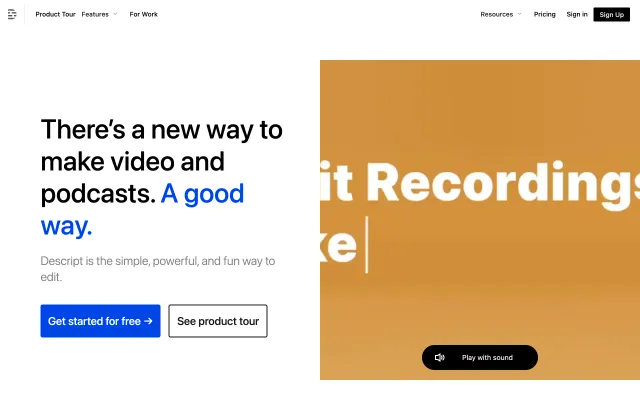 Product Tour Features For Work Resources Pricing Sign in Sign Up
There's a new way to
make video and
podcasts. A good
way.
Descript is the simple, powerful, and fun way to
edit.
Get started for free → See product tour
it Recordings
ke
Play with sound